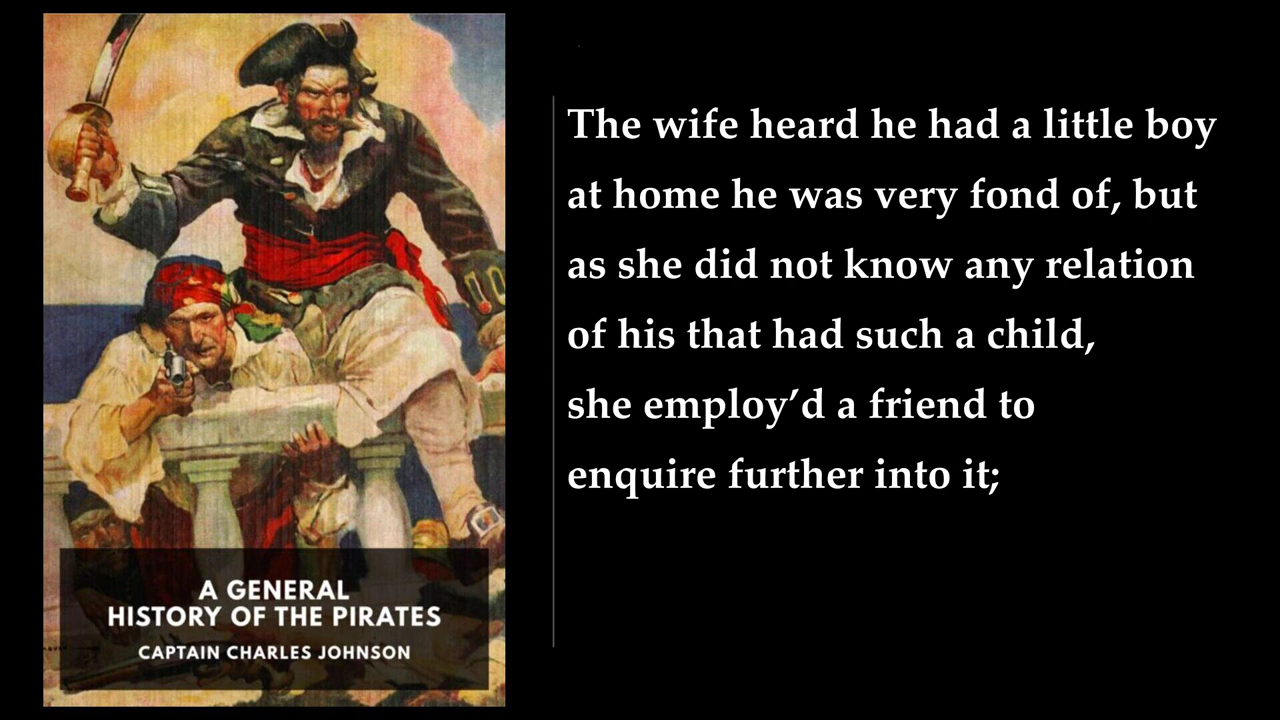 The wife heard he had a little boy
at home he was very fond of, but
as she did not know any relation
of his that had such a child,
she employ’d a friend to
enquire further into it;
A GENERAL
HISTORY OF THE PIRATES
CAPTAIN CHARLES JOHNSON